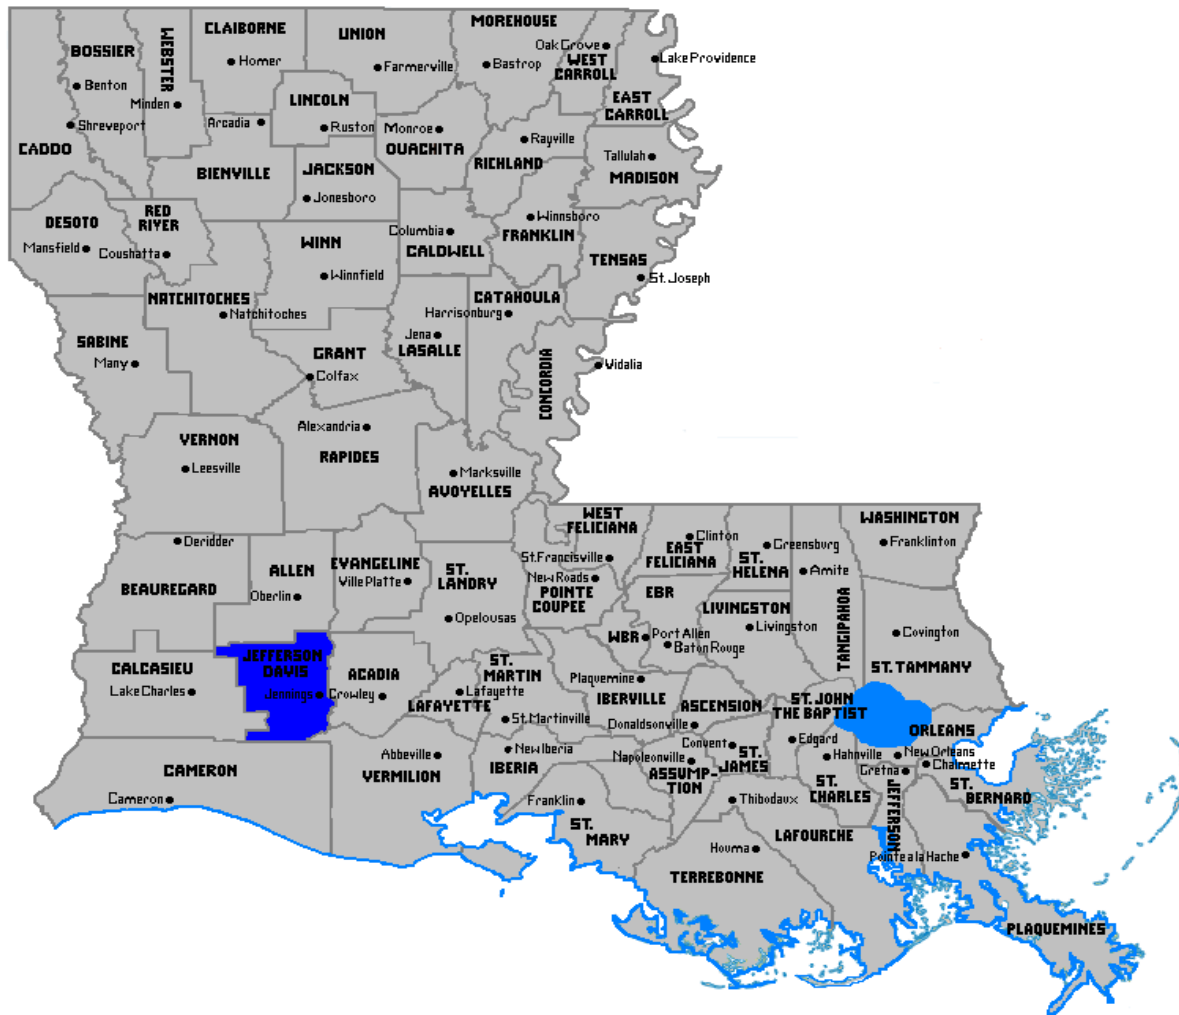 MOREHOUSE
CLAIBORNE
UNION
Oak Grove
BOSSIER
WEBSTER
Homer
Farmerville
Bastrop
WEST
CARROLL
Lake Providence
Benton
Minden
LINCOLN
EAST
CARROLL
Shreveport
Arcadia
Ruston
Monroe
Rayville
CADDO
OUACHITA
RICHLAND
Tallulah
MADISON
BIENVILLE
JACKSON
Jonesboro
DESOTO
RED
RIVER
Winnsboro
FRANKLIN
Mansfield
Coushatta
WINN
Columbia
CALDWELL
TENSAS
Winnfield
St. Joseph
NATCHITOCHES
Natchitoches
CATAHOULA
Harrisonburg
SABINE
Many
GRANT
Colfax
Jena
LASALLE
CONCORDIA
Vidalia
VERNON
Leesville
Alexandria
RAPIDES
Marksville
AVOYELLES
WEST
FELICIANA
WASHINGTON
Deridder
Clinton
EAST
FELICIANA
Greensburg
ST.
HELENA
Franklinton
BEAUREGARD
ALLEN
Oberlin
EVANGELINE
Ville Platte
ST.
LANDRY
St. Francisville
New Roads
POINTE
COUPEE
EBR
Amite
TANGIPAHOA
Opelousas
LIVINGSTON
Livingston
WBR
Port Allen
Baton Rouge
Covington
ST. TAMMANY
CALCASIEU
Lake Charles
JEFFERSON
DAVIS
Jennings
ACADIA
Crowley
LAFAYETTE
Lafayette
ST.
MARTIN
St. Martinville
Plaquemine
IBERVILLE
ASCENSION
Donaldsonville
ST. JOHN
THE BAPTIST
ORLEANS
CAMERON
Cameron
Abbeville
VERMILION
New Iberia
IBERIA
Napoleonville
ASSUMP-
TION
Convent
ST.
JAMES
Edgard
Hahnville
ST.
CHARLES
New Orleans
Chalmette
Gretna
JEFFERSON
ST.
BERNARD
Franklin
ST.
MARY
Thibodaux
LAFOURCHE
Houma
TERREBONNE
Pointe a la Hache
PLAQUEMINES